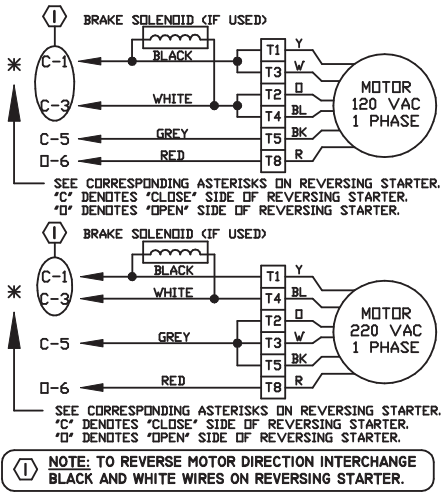 1 BRAKE SOLENOID (IF USED)
T1 Y
C-1 BLACK
T3 W
* MOTOR
120 VAC
1 PHASE
T2 O
C-3 WHITE
T4 BL
C-5 GREY T5 BK
O-6 RED T8 R
SEE CORRESPONDING ASTERISKS ON REVERSING STARTER.
"C" DENOTES "CLOSE" SIDE OF REVERSING STARTER.
"O" DENOTES "OPEN" SIDE OF REVERSING STARTER.
1 BRAKE SOLENOID (IF USED)
C-1 BLACK T1 Y
* C-3 WHITE T4 BL
T2 O
MOTOR
220 VAC
1 PHASE
C-5 GREY T3 W
T5 BK
O-6 RED T8 R
SEE CORRESPONDING ASTERISKS ON REVERSING STARTER.
"C" DENOTES "CLOSE" SIDE OF REVERSING STARTER.
"O" DENOTES "OPEN" SIDE OF REVERSING STARTER.
1 NOTE: TO REVERSE MOTOR DIRECTION INTERCHANGE
BLACK AND WHITE WIRES ON REVERSING STARTER.